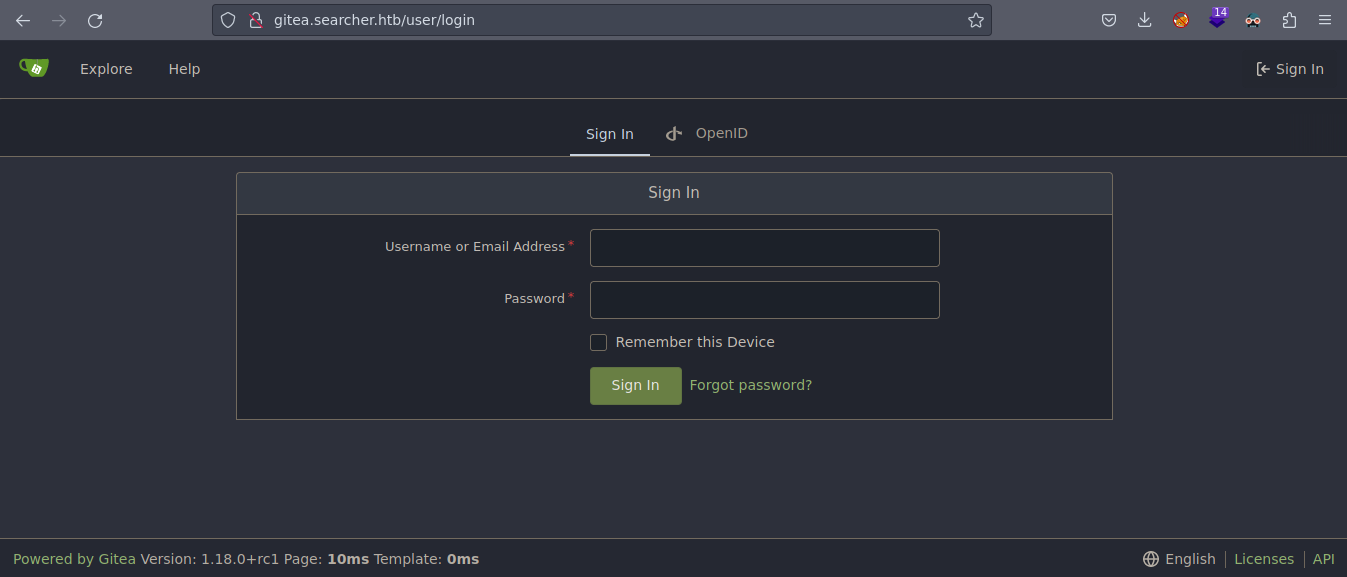 gitea.searcher.htb/user/login
14
Explore Help Sign In
Sign In OpenID
Sign In
Username or Email Address*
Password*
Remember this Device
Sign In Forgot password?
Powered by Gitea Version: 1.18.0+rc1 Page: 10ms Template: 0ms English Licenses API